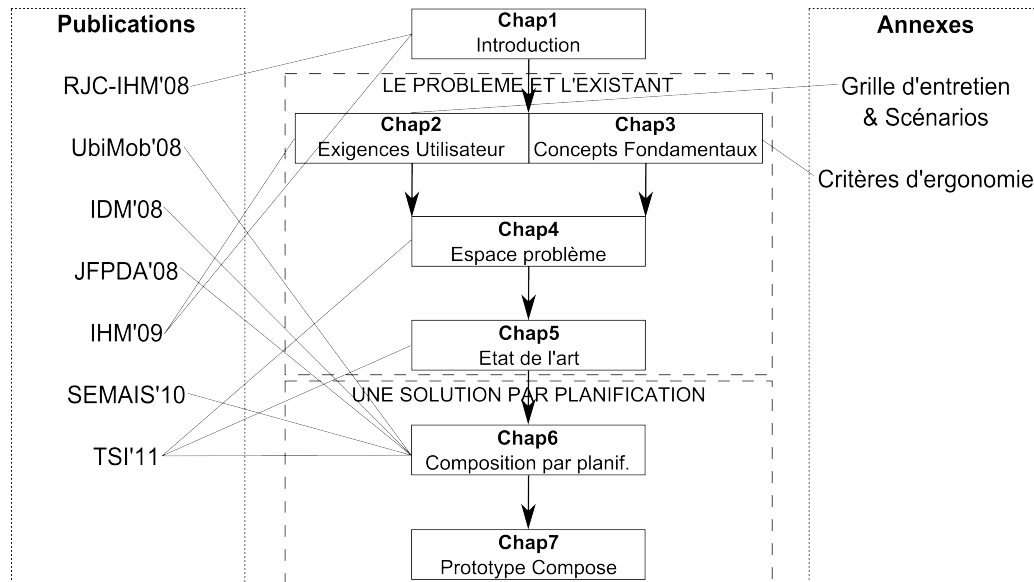 Publications
RJC-IHM'08
UbiMob'08
IDM'08
JFPDA'08
IHM'09
SEMAIS'10
TSI'11
Chap1
Introduction
LE PROBLEME ET L'EXISTANT
Chap2
Exigences Utilisateur
Chap3
Concepts Fondamentaux
Chap4
Espace problème
Chap5
Etat de l'art
UNE SOLUTION PAR PLANIFICATION
Chap6
Composition par planif.
Chap7
Prototype Compose
Annexes
Grille d'entretien
& Scénarios
Critères d'ergonomie